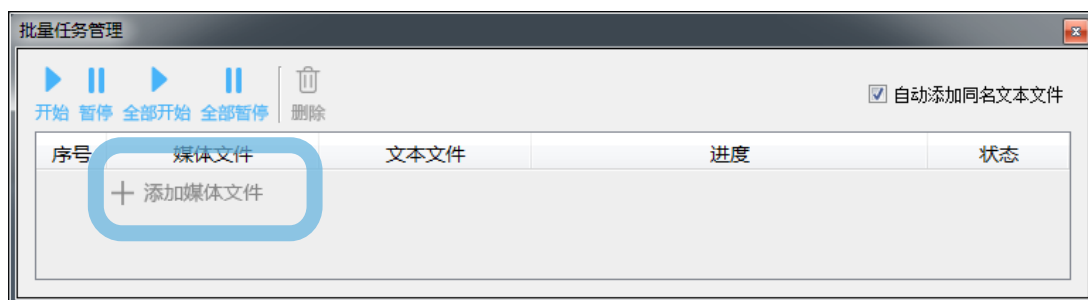 批量任务管理
开始 暂停 全部开始 全部暂停 删除
自动添加同名文本文件
序号 媒体文件 文本文件 进度 状态
添加媒体文件